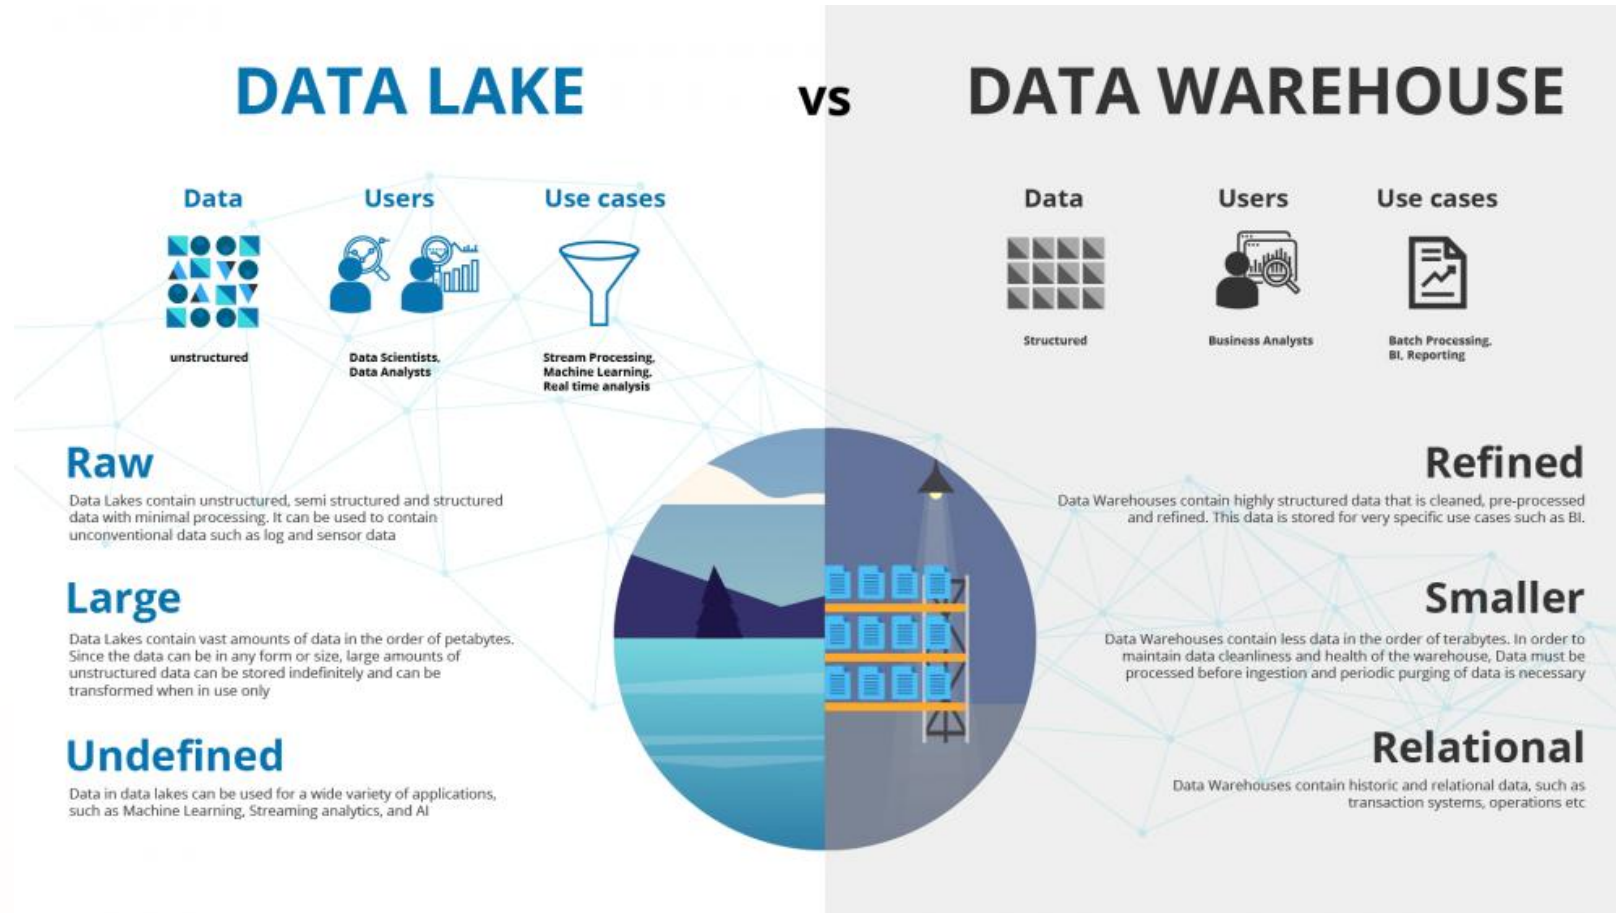 DATA LAKE
vs
DATA WAREHOUSE
Data
Users
Use cases
unstructured
Data Scientists,
Data Analysts
Stream Processing,
Machine Learning,
Real time analysis
Raw
Data Lakes contain unstructured, semi structured and structured
data with minimal processing. It can be used to contain
unconventional data such as log and sensor data
Large
Data Lakes contain vast amounts of data in the order of petabytes.
Since the data can be in any form or size, large amounts of
unstructured data can be stored indefinitely and can be
transformed when in use only
Undefined
Data in data lakes can be used for a wide variety of applications,
such as Machine Learning, Streaming analytics, and AI
Data
Users
Use cases
Structured
Business Analysts
Batch Processing,
BI, Reporting
Refined
Data Warehouses contain highly structured data that is cleaned, pre-processed
and refined. This data is stored for very specific use cases such as BI.
Smaller
Data Warehouses contain less data in the order of terabytes. In order to
maintain data cleanliness and health of the warehouse, Data must be
processed before ingestion and periodic purging of data is necessary
Relational
Data Warehouses contain historic and relational data, such as
transaction systems, operations etc